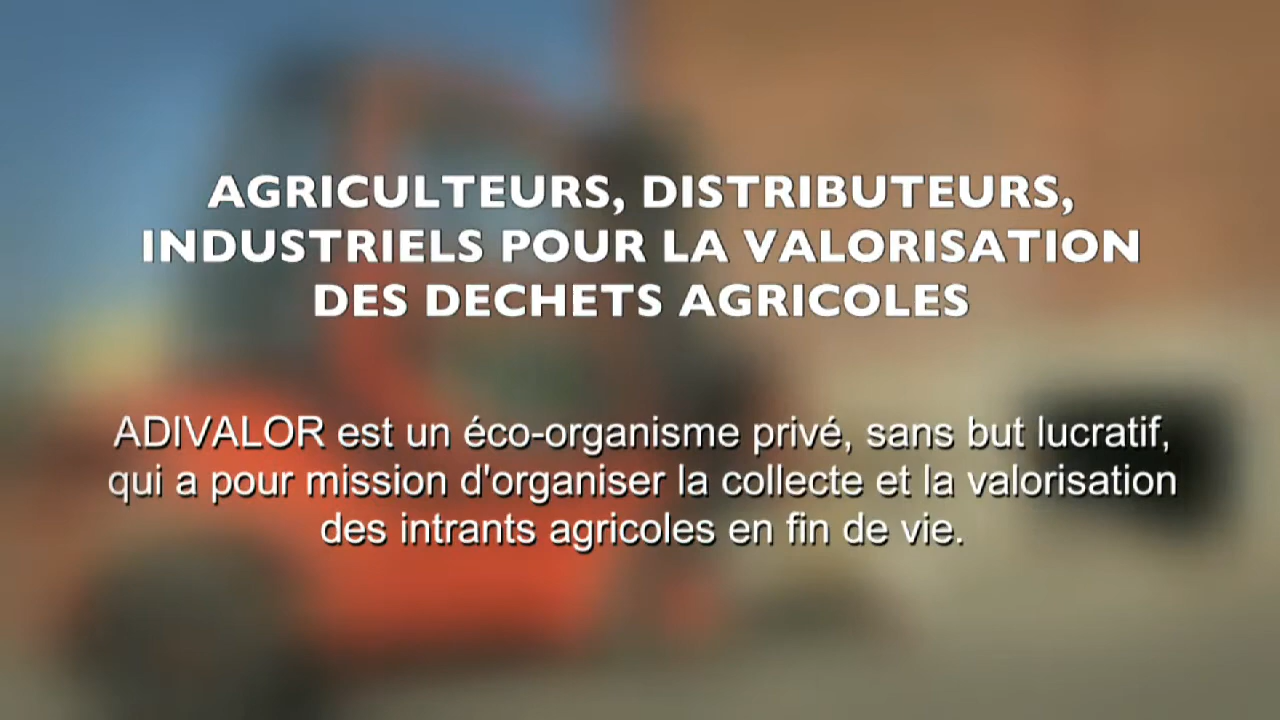 AGRICULTEURS, DISTRIBUTEURS,
INDUSTRIELS POUR LA VALORISATION
DES DECHETS AGRICOLES
ADIVALOR est un éco-organisme privé, sans but lucratif,
qui a pour mission d'organiser la collecte et la valorisation
des intrants agricoles en fin de vie.